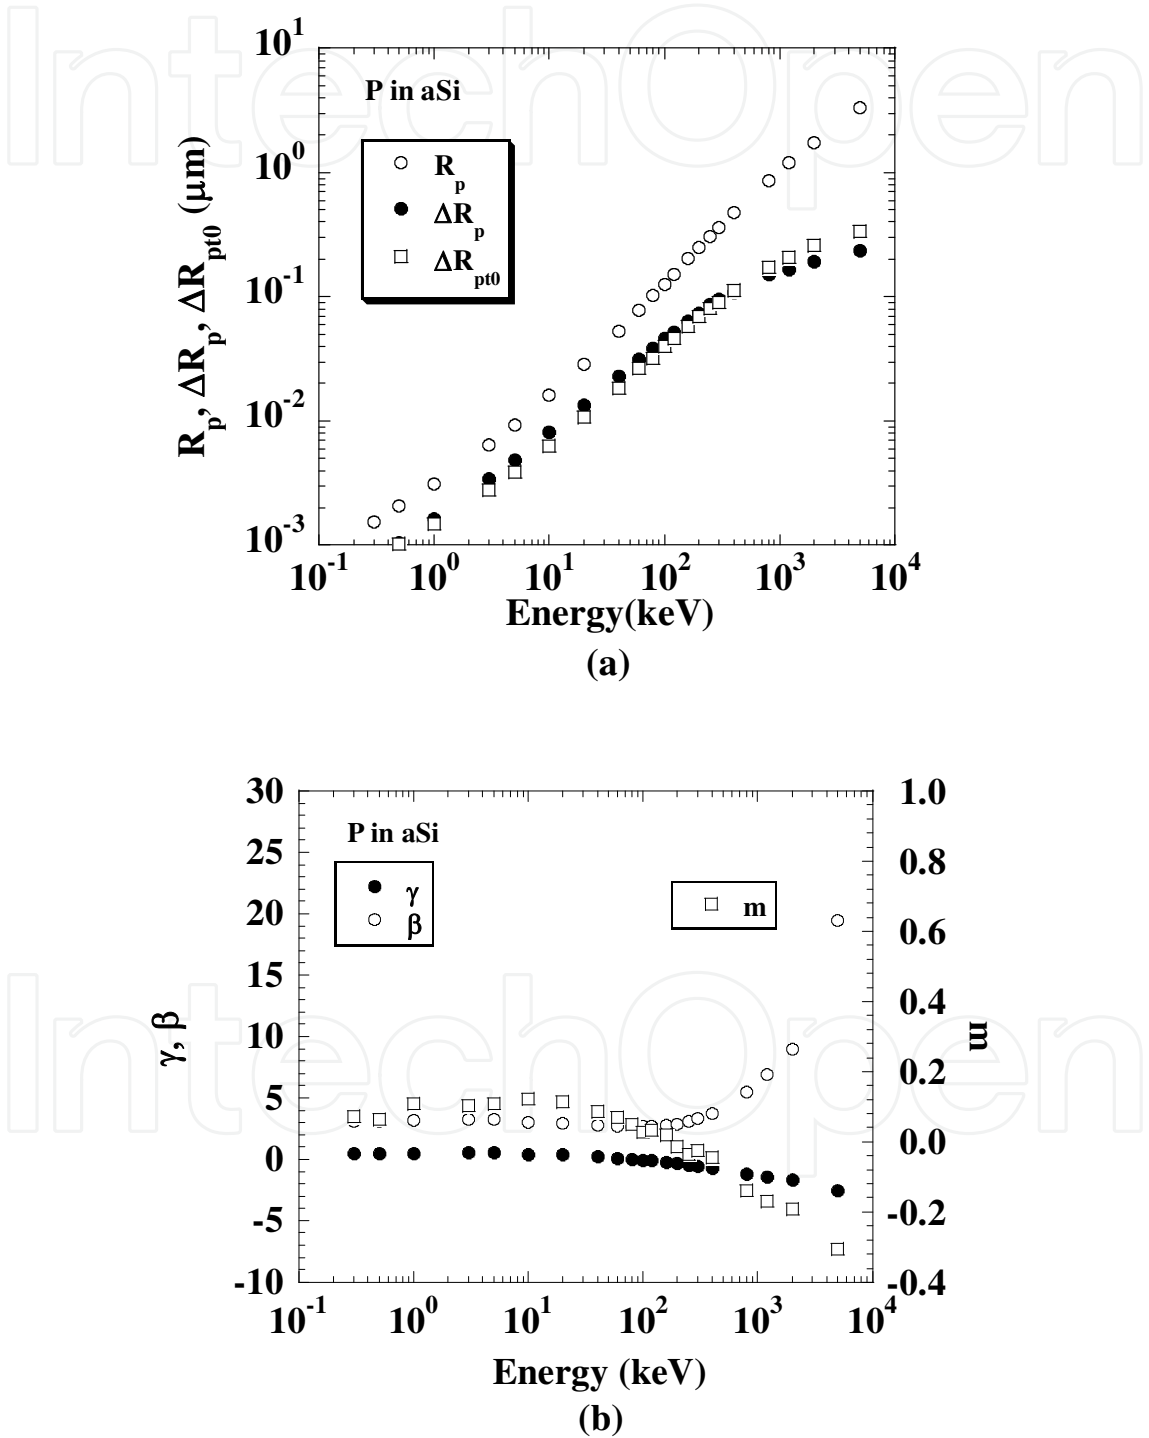 IntechOpen
10^1
P in aSi
R_p
ΔR_p
ΔR_pt0
10^0
10^-1
10^-2
10^-3
R_p, ΔR_p, ΔR_pt0 (μm)
10^-1 10^0 10^1 10^2 10^3 10^4
Energy(keV)
(a)
30 1.0
P in aSi
25 0.8
γ
β
m
20 0.6
15 0.4
10 0.2
5 0.0
0
-5 -0.2
-10 -0.4
γ, β
m
IntechOpen
10^-1 10^0 10^1 10^2 10^3 10^4
Energy (keV)
(b)